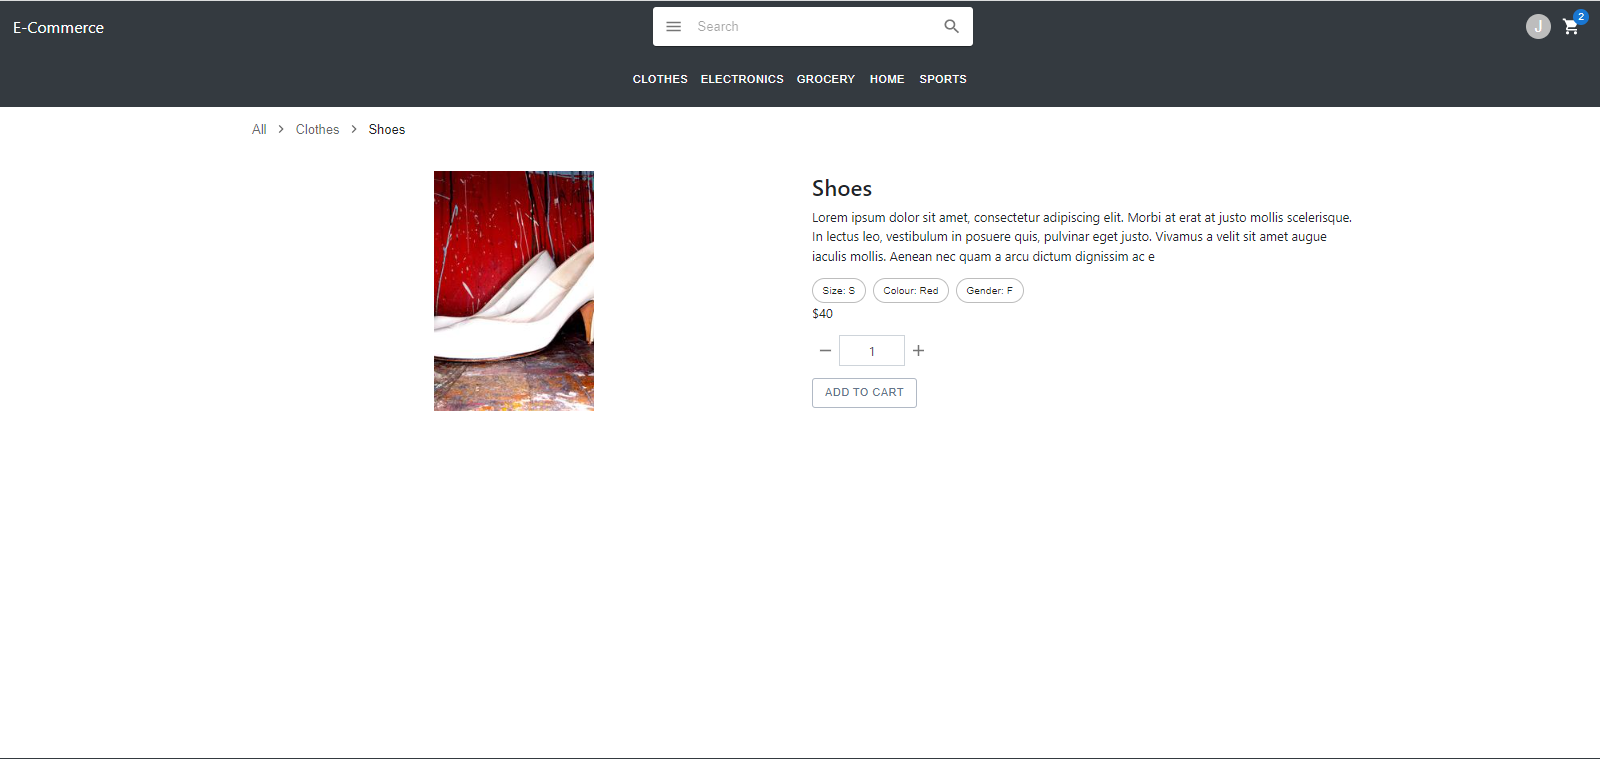 E-Commerce
Search
J
2
CLOTHES ELECTRONICS GROCERY HOME SPORTS
All > Clothes > Shoes
Shoes
Lorem ipsum dolor sit amet, consectetur adipiscing elit. Morbi at erat at justo mollis scelerisque.
In lectus leo, vestibulum in posuere quis, pulvinar eget justo. Vivamus a velit sit amet augue
iaculis mollis. Aenean nec quam a arcu dictum dignissim ac e
Size: S Colour: Red Gender: F
$40
− 1 +
ADD TO CART